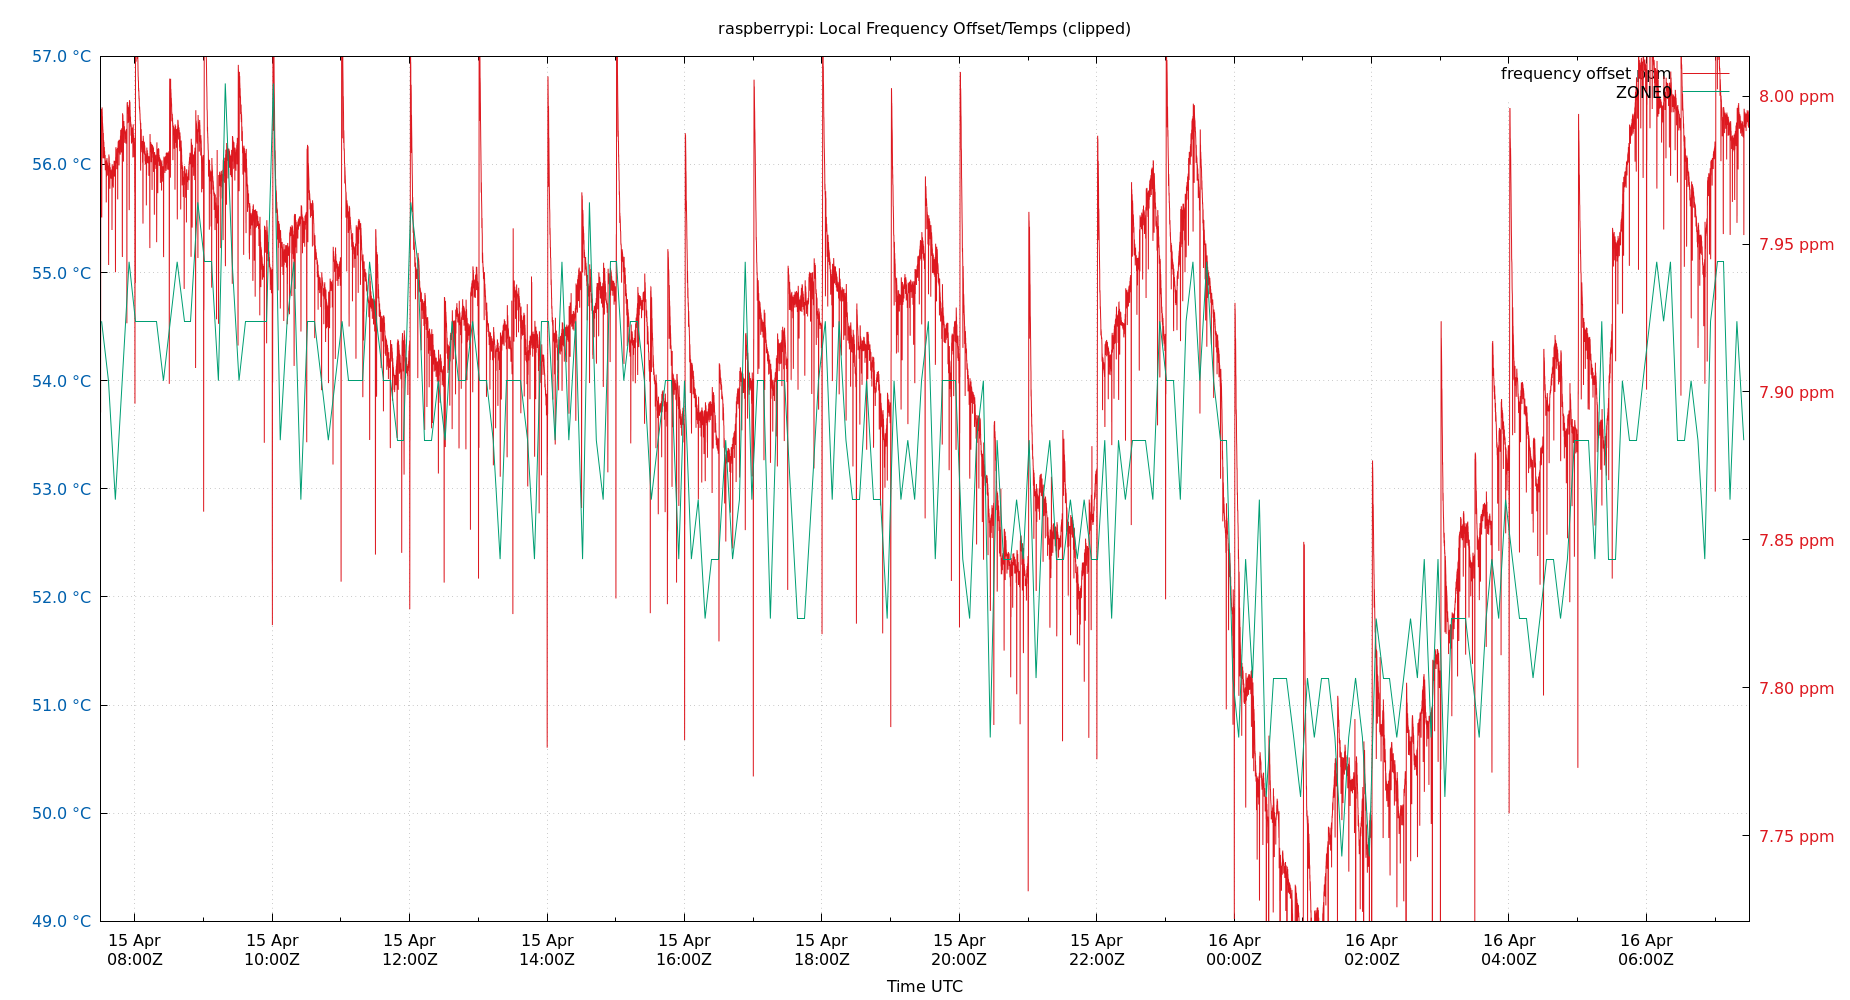 raspberrypi: Local Frequency Offset/Temps (clipped)
57.0 °C
56.0 °C
55.0 °C
54.0 °C
53.0 °C
52.0 °C
51.0 °C
50.0 °C
49.0 °C
frequency offset ppm
ZONE0
8.00 ppm
7.95 ppm
7.90 ppm
7.85 ppm
7.80 ppm
7.75 ppm
15 Apr 15 Apr 15 Apr 15 Apr 15 Apr 15 Apr 15 Apr 15 Apr 16 Apr 16 Apr 16 Apr 16 Apr
08:00Z 10:00Z 12:00Z 14:00Z 16:00Z 18:00Z 20:00Z 22:00Z 00:00Z 02:00Z 04:00Z 06:00Z
Time UTC